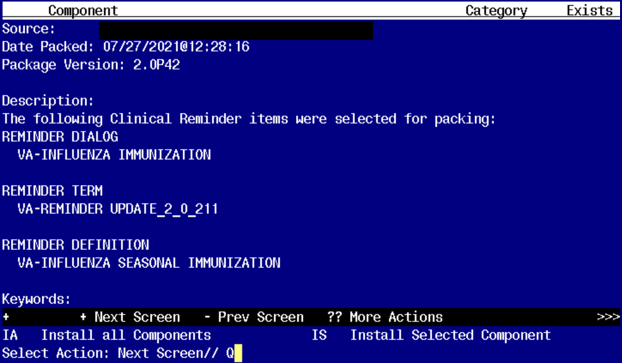 Component Category Exists
Source:
Date Packed: 07/27/2021@12:28:16
Package Version: 2.0P42
Description:
The following Clinical Reminder items were selected for packing:
REMINDER DIALOG
VA-INFLUENZA IMMUNIZATION
REMINDER TERM
VA-REMINDER UPDATE_2_0_211
REMINDER DEFINITION
VA-INFLUENZA SEASONAL IMMUNIZATION
Keywords:
+ + Next Screen - Prev Screen ?? More Actions >>>
IA Install all Components IS Install Selected Component
Select Action: Next Screen// Q